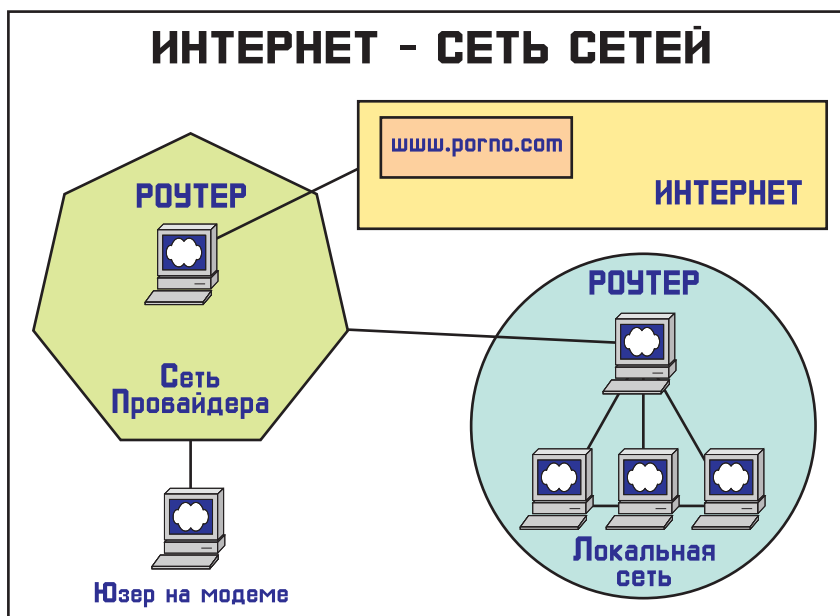 ИНТЕРНЕТ - СЕТЬ СЕТЕЙ
www.porno.com
ИНТЕРНЕТ
РОУТЕР
РОУТЕР
Сеть
Провайдера
Локальная
сеть
Юзер на модеме